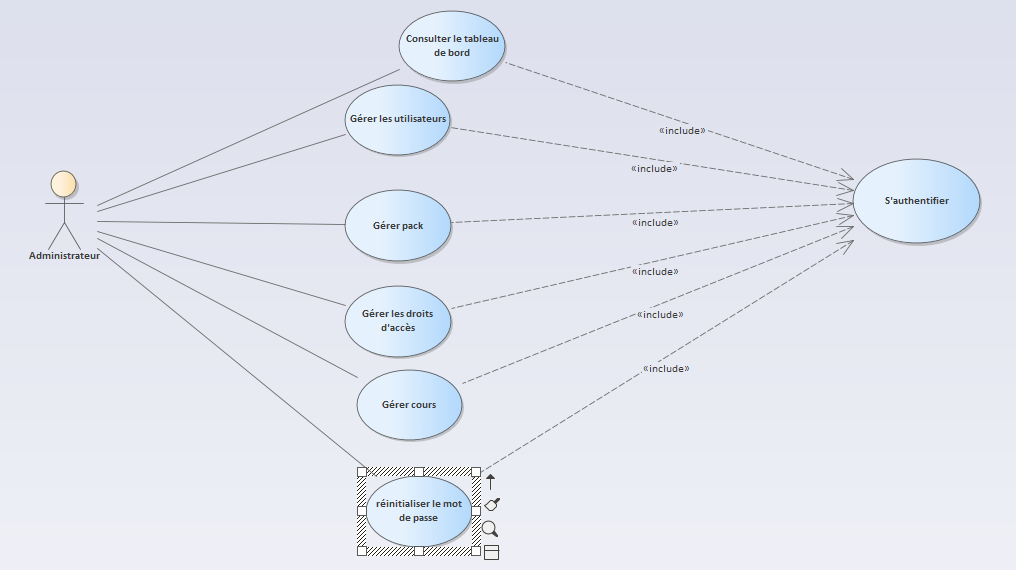 Consulter le tableau
de bord
«include»
Gérer les utilisateurs
«include»
S'authentifier
Gérer pack
«include»
Administrateur
«include»
Gérer les droits
d'accès
«include»
«include»
Gérer cours
réinitialiser le mot
de passe